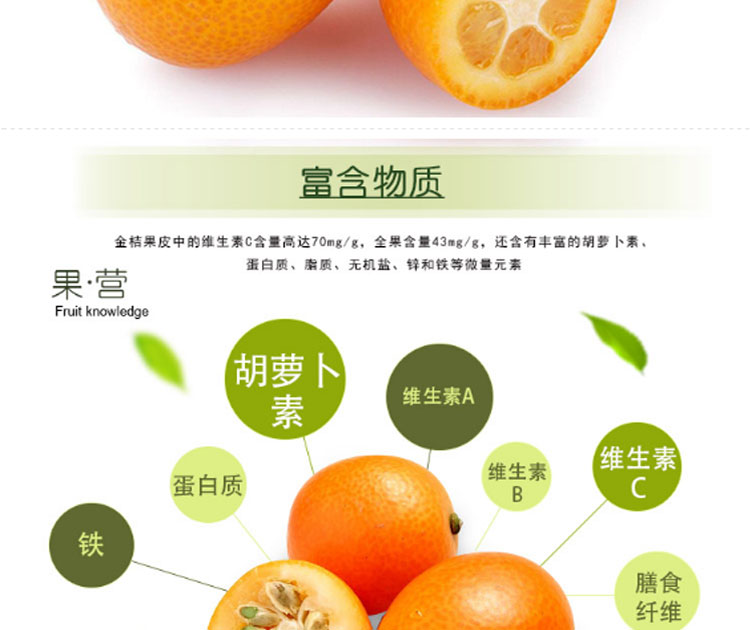 富含物质
金桔果皮中的维生素C含量高达70mg/g，全果含量43mg/g，还含有丰富的胡萝卜素、
蛋白质、脂质、无机盐、锌和铁等微量元素
果·营
Fruit knowledge
胡萝卜
素
维生素A
蛋白质
维生素
B
维生素
C
铁
膳食
纤维